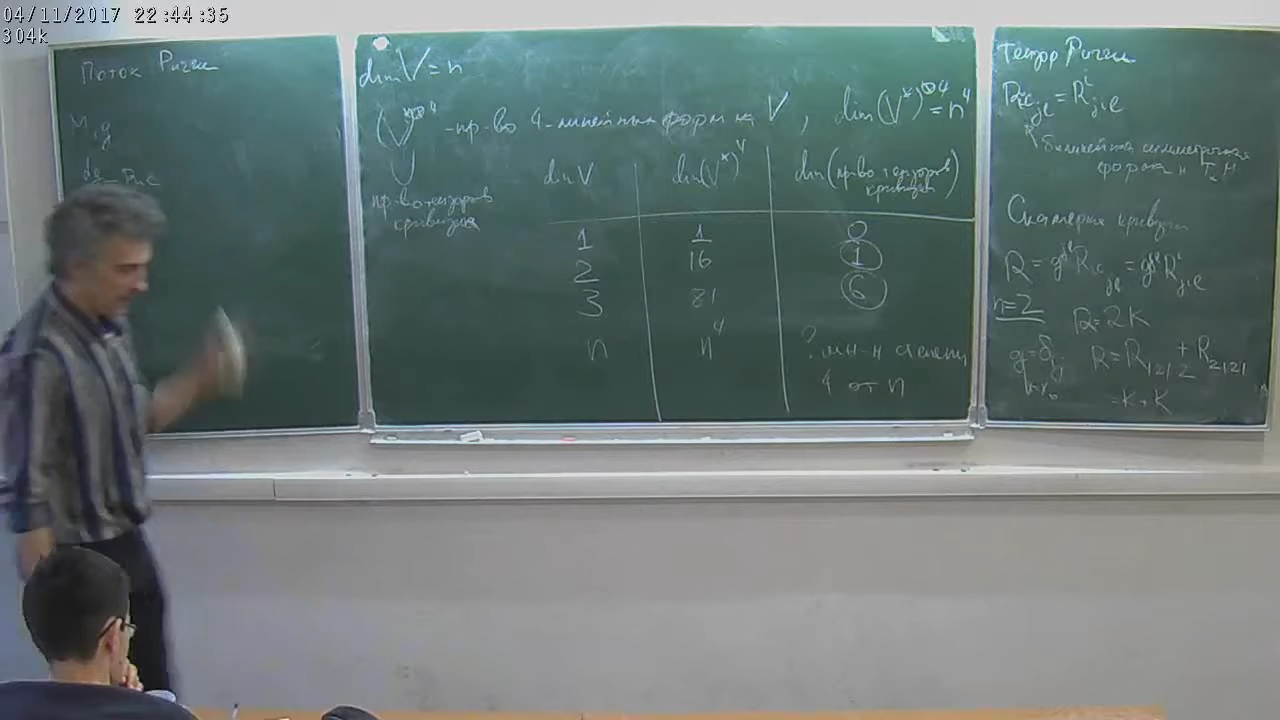 04/11/2017 22:44:35
304k
Поток Риччи
M, g
dim V = n
(V*)^⊗4 - пр-во 4-линейных форм на V, dim(V*)^⊗4 = n^4
∪
пр-во тензоров
кривизны
dim V
dim(V*)^4
dim(пр-во тензоров
кривизны)
1 1 0
2 16 1
3 81 6
n n^4 ? мн-н степени
4 от n
Тензор Риччи
Ric_jl = R^i_jil
билинейная симметричная
форма на T_x M
Скалярная кривизна
R = g^jl Ric_jl = g^jl R^i_jil
n=2
R = 2K
R = R_1212 + R_2121
= K + K